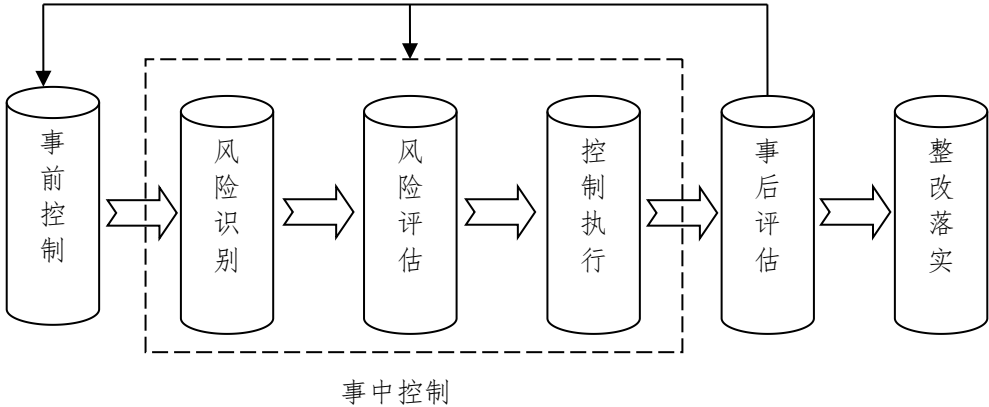 事前控制
风险识别
风险评估
控制执行
事后评估
整改落实
事中控制